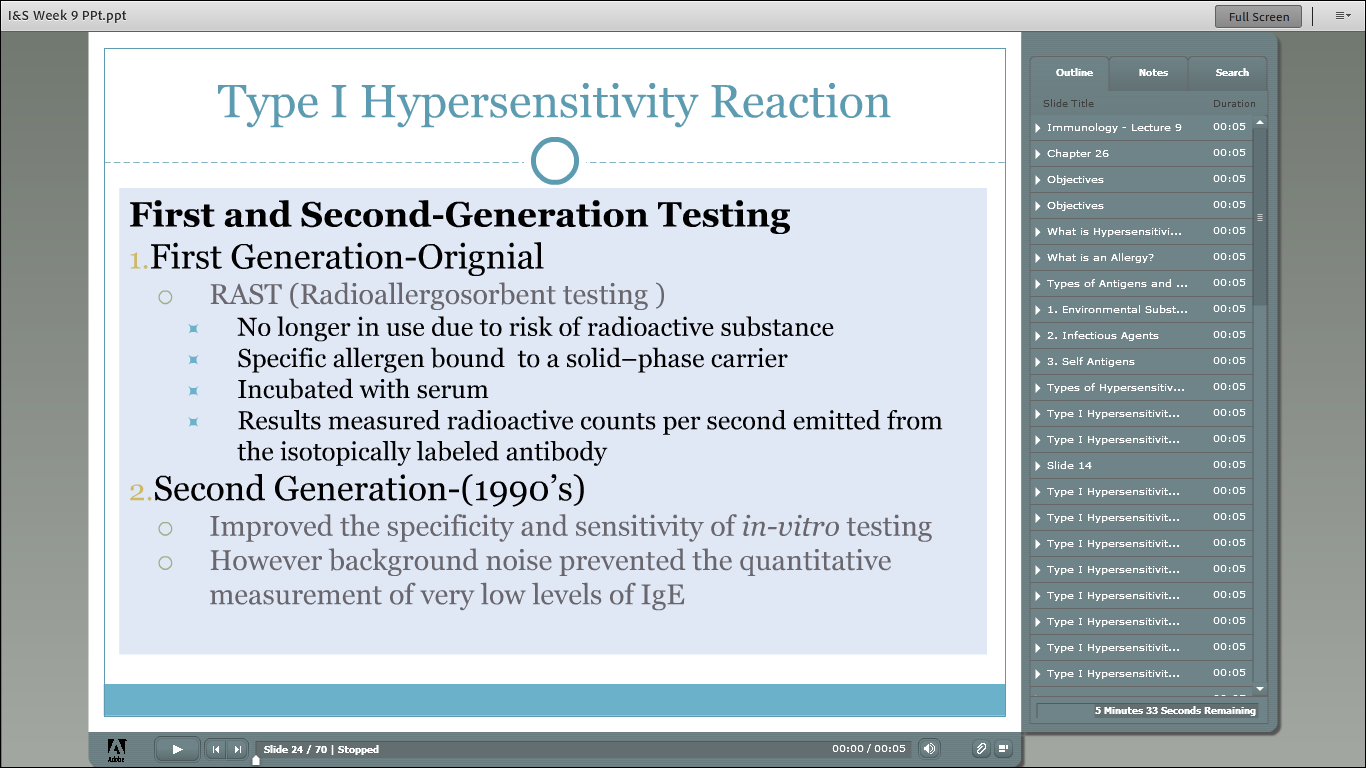 I&S Week 9 PPt.ppt
Full Screen
Type I Hypersensitivity Reaction
First and Second-Generation Testing
1.First Generation-Orignial
RAST (Radioallergosorbent testing )
No longer in use due to risk of radioactive substance
Specific allergen bound  to a solid–phase carrier
Incubated with serum
Results measured radioactive counts per second emitted from
the isotopically labeled antibody
2.Second Generation-(1990’s)
Improved the specificity and sensitivity of in-vitro testing
However background noise prevented the quantitative
measurement of very low levels of IgE
Outline Notes Search
Slide Title Duration
Immunology - Lecture 9 00:05
Chapter 26 00:05
Objectives 00:05
Objectives 00:05
What is Hypersensitivi... 00:05
What is an Allergy? 00:05
Types of Antigens and ... 00:05
1. Environmental Subst... 00:05
2. Infectious Agents 00:05
3. Self Antigens 00:05
Types of Hypersensitiv... 00:05
Type I Hypersensitivit... 00:05
Type I Hypersensitivit... 00:05
Slide 14 00:05
Type I Hypersensitivit... 00:05
Type I Hypersensitivit... 00:05
Type I Hypersensitivit... 00:05
Type I Hypersensitivit... 00:05
Type I Hypersensitivit... 00:05
Type I Hypersensitivit... 00:05
Type I Hypersensitivit... 00:05
Type I Hypersensitivit... 00:05
5 Minutes 33 Seconds Remaining
Adobe
Slide 24 / 70 | Stopped
00:00 / 00:05